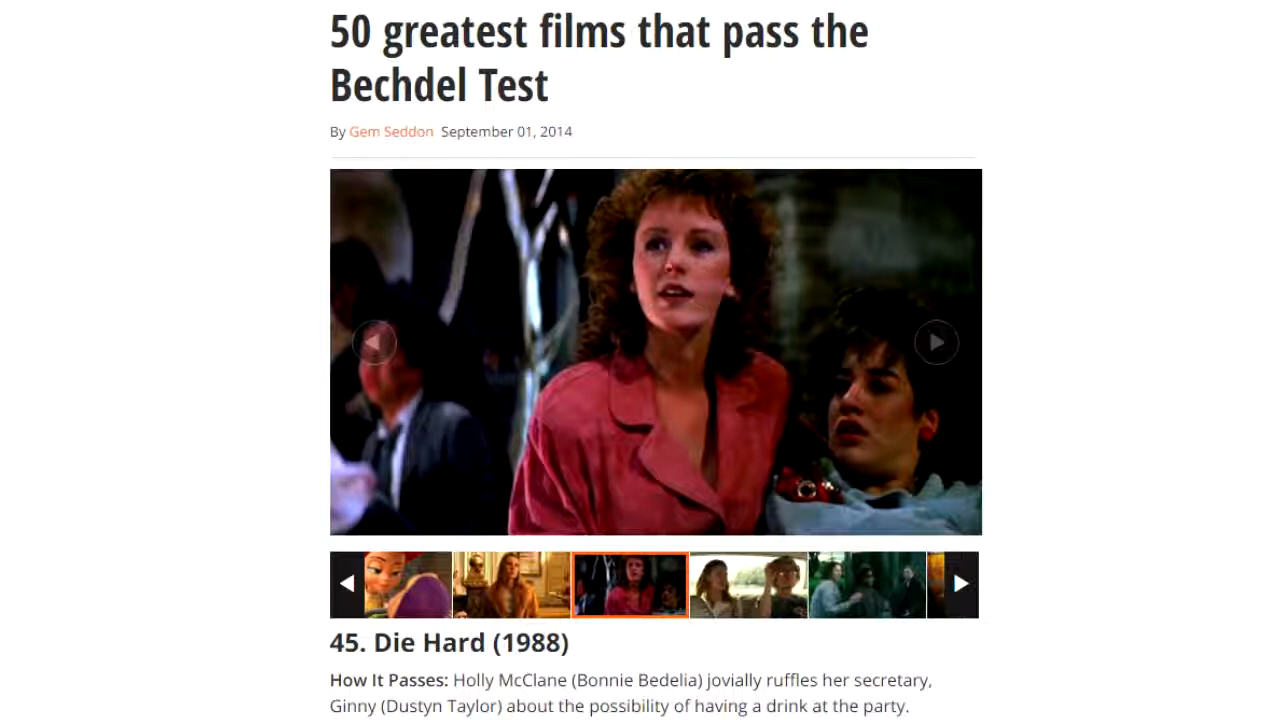 50 greatest films that pass the
Bechdel Test
By Gem Seddon September 01, 2014
45. Die Hard (1988)
How It Passes: Holly McClane (Bonnie Bedelia) jovially ruffles her secretary,
Ginny (Dustyn Taylor) about the possibility of having a drink at the party.